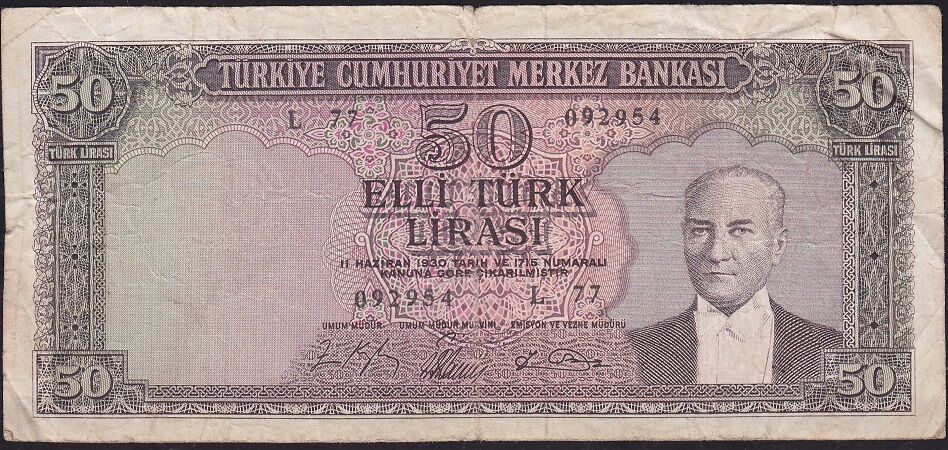 TÜRKİYE CUMHURİYET MERKEZ BANKASI
50
50
L 77
50
092954
TÜRK LİRASI
TÜRK LİRASI
ELLİ TÜRK
LİRASI
11 HAZİRAN 1930 TARİH VE 1715 NUMARALI
KANUNA GÖRE ÇIKARILMIŞTIR
092954 L 77
UMUM MÜDÜR UMUM MÜDÜR MUAVİNİ EMİSYON VE VEZNE MÜDÜRÜ
50
50